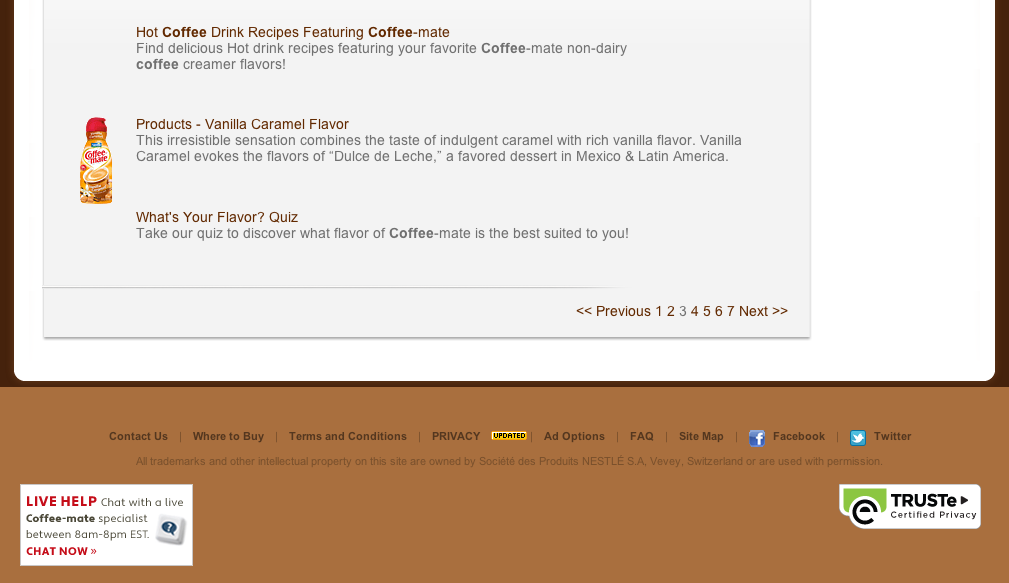 Hot Coffee Drink Recipes Featuring Coffee-mate
Find delicious Hot drink recipes featuring your favorite Coffee-mate non-dairy
coffee creamer flavors!
Products - Vanilla Caramel Flavor
This irresistible sensation combines the taste of indulgent caramel with rich vanilla flavor. Vanilla
Caramel evokes the flavors of “Dulce de Leche,” a favored dessert in Mexico & Latin America.
Coffee
mate
What's Your Flavor? Quiz
Take our quiz to discover what flavor of Coffee-mate is the best suited to you!
<< Previous 1 2 3 4 5 6 7 Next >>
Contact Us | Where to Buy | Terms and Conditions | PRIVACY UPDATED | Ad Options | FAQ | Site Map | Facebook | Twitter
All trademarks and other intellectual property on this site are owned by Société des Produits NESTLÉ S.A, Vevey, Switzerland or are used with permission.
LIVE HELP Chat with a live
Coffee-mate specialist
between 8am-8pm EST.
CHAT NOW »
TRUSTe
Certified Privacy